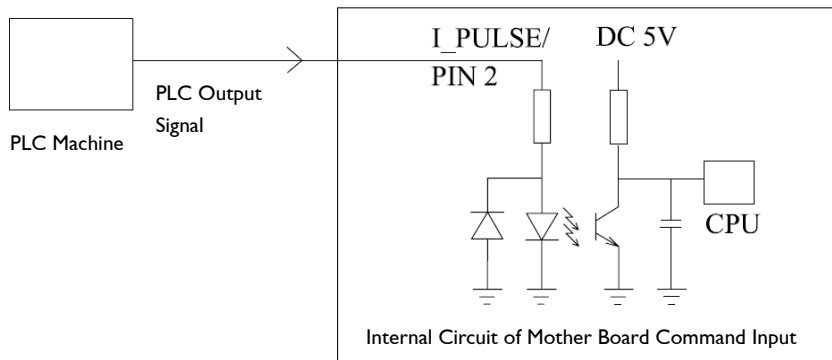 I_PULSE/
PIN 2
DC 5V
PLC Output
Signal
PLC Machine
CPU
Internal Circuit of Mother Board Command Input